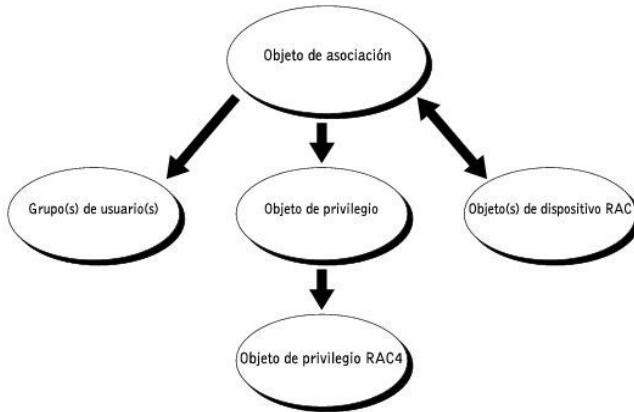 Objeto de asociación
Grupo(s) de usuario(s)
Objeto de privilegio
Objeto(s) de dispositivo RAC
Objeto de privilegio RAC4